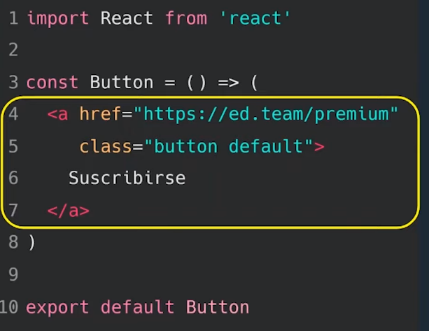 1 import React from 'react'
2
3 const Button = () => (
4   <a href="https://ed.team/premium"
5      class="button default">
6     Suscribirse
7   </a>
8 )
9
10 export default Button